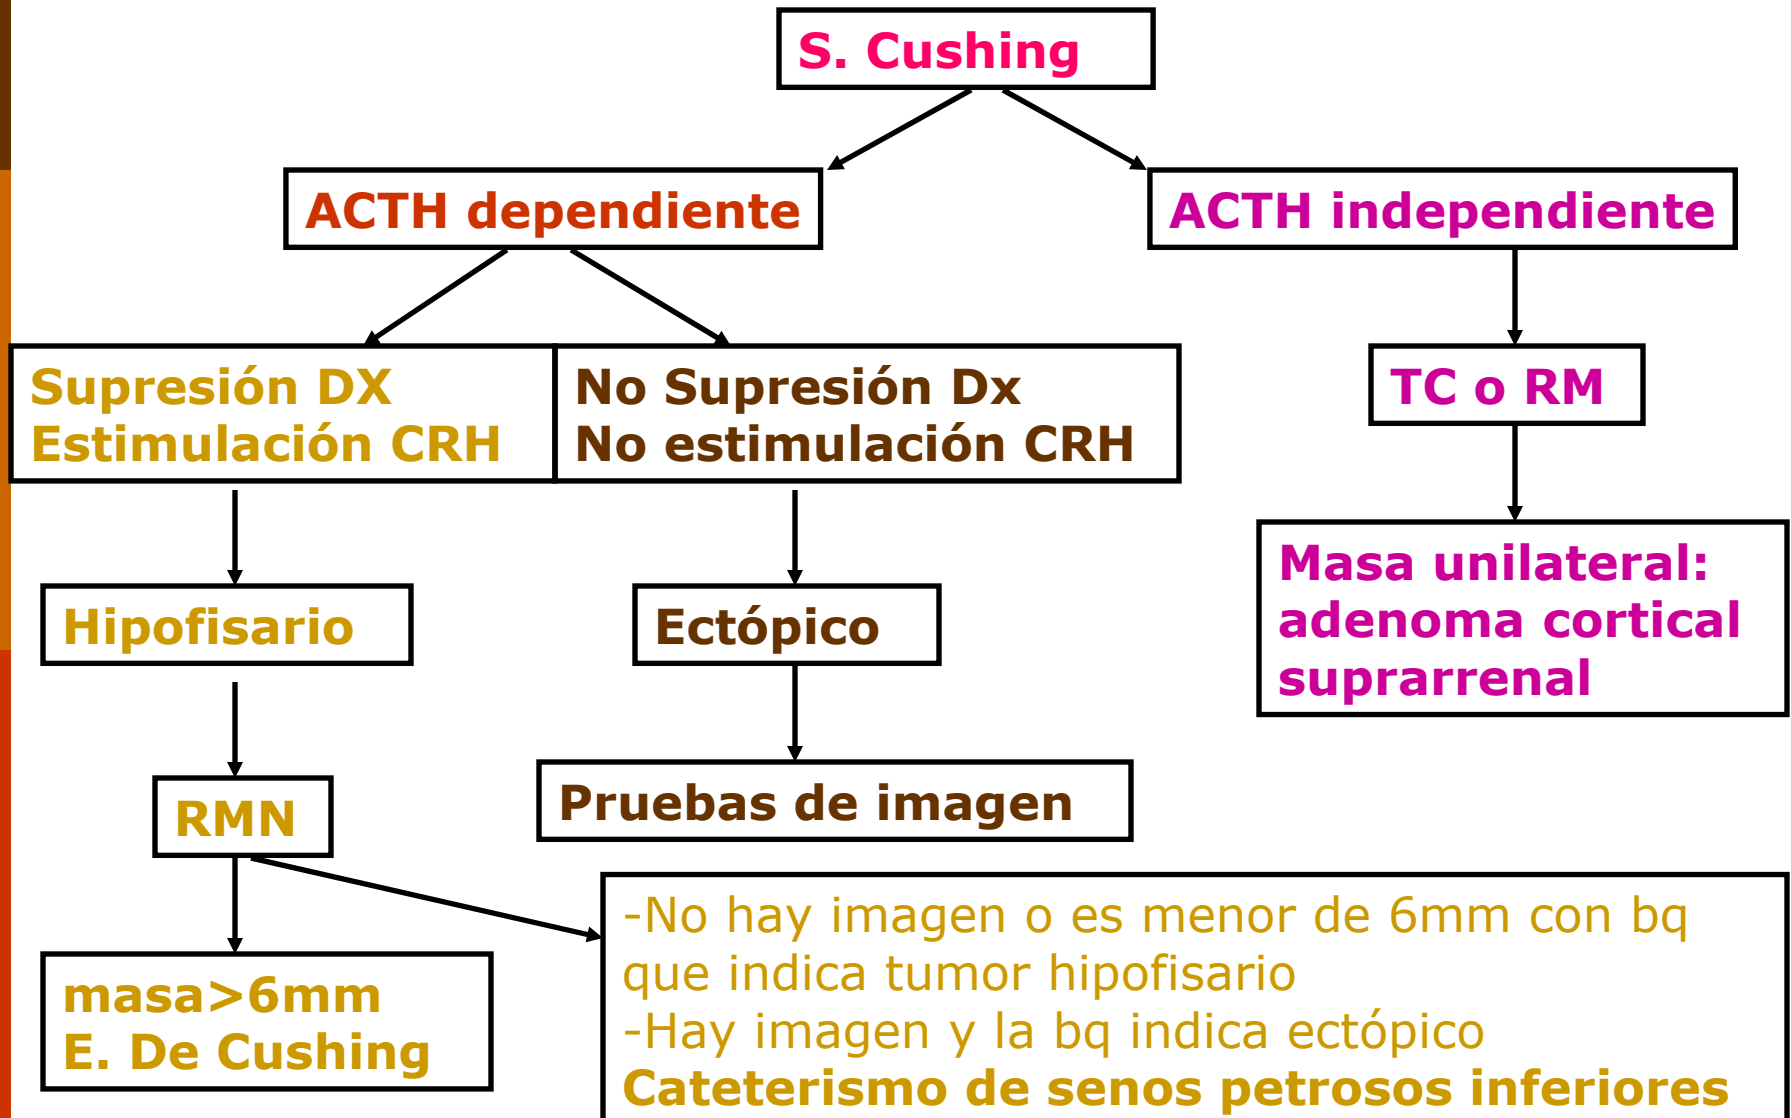 S. Cushing
ACTH dependiente
ACTH independiente
Supresión DX
Estimulación CRH
No Supresión Dx
No estimulación CRH
TC o RM
Hipofisario
Ectópico
Masa unilateral:
adenoma cortical
suprarrenal
RMN
Pruebas de imagen
masa>6mm
E. De Cushing
-No hay imagen o es menor de 6mm con bq
que indica tumor hipofisario
-Hay imagen y la bq indica ectópico
Cateterismo de senos petrosos inferiores